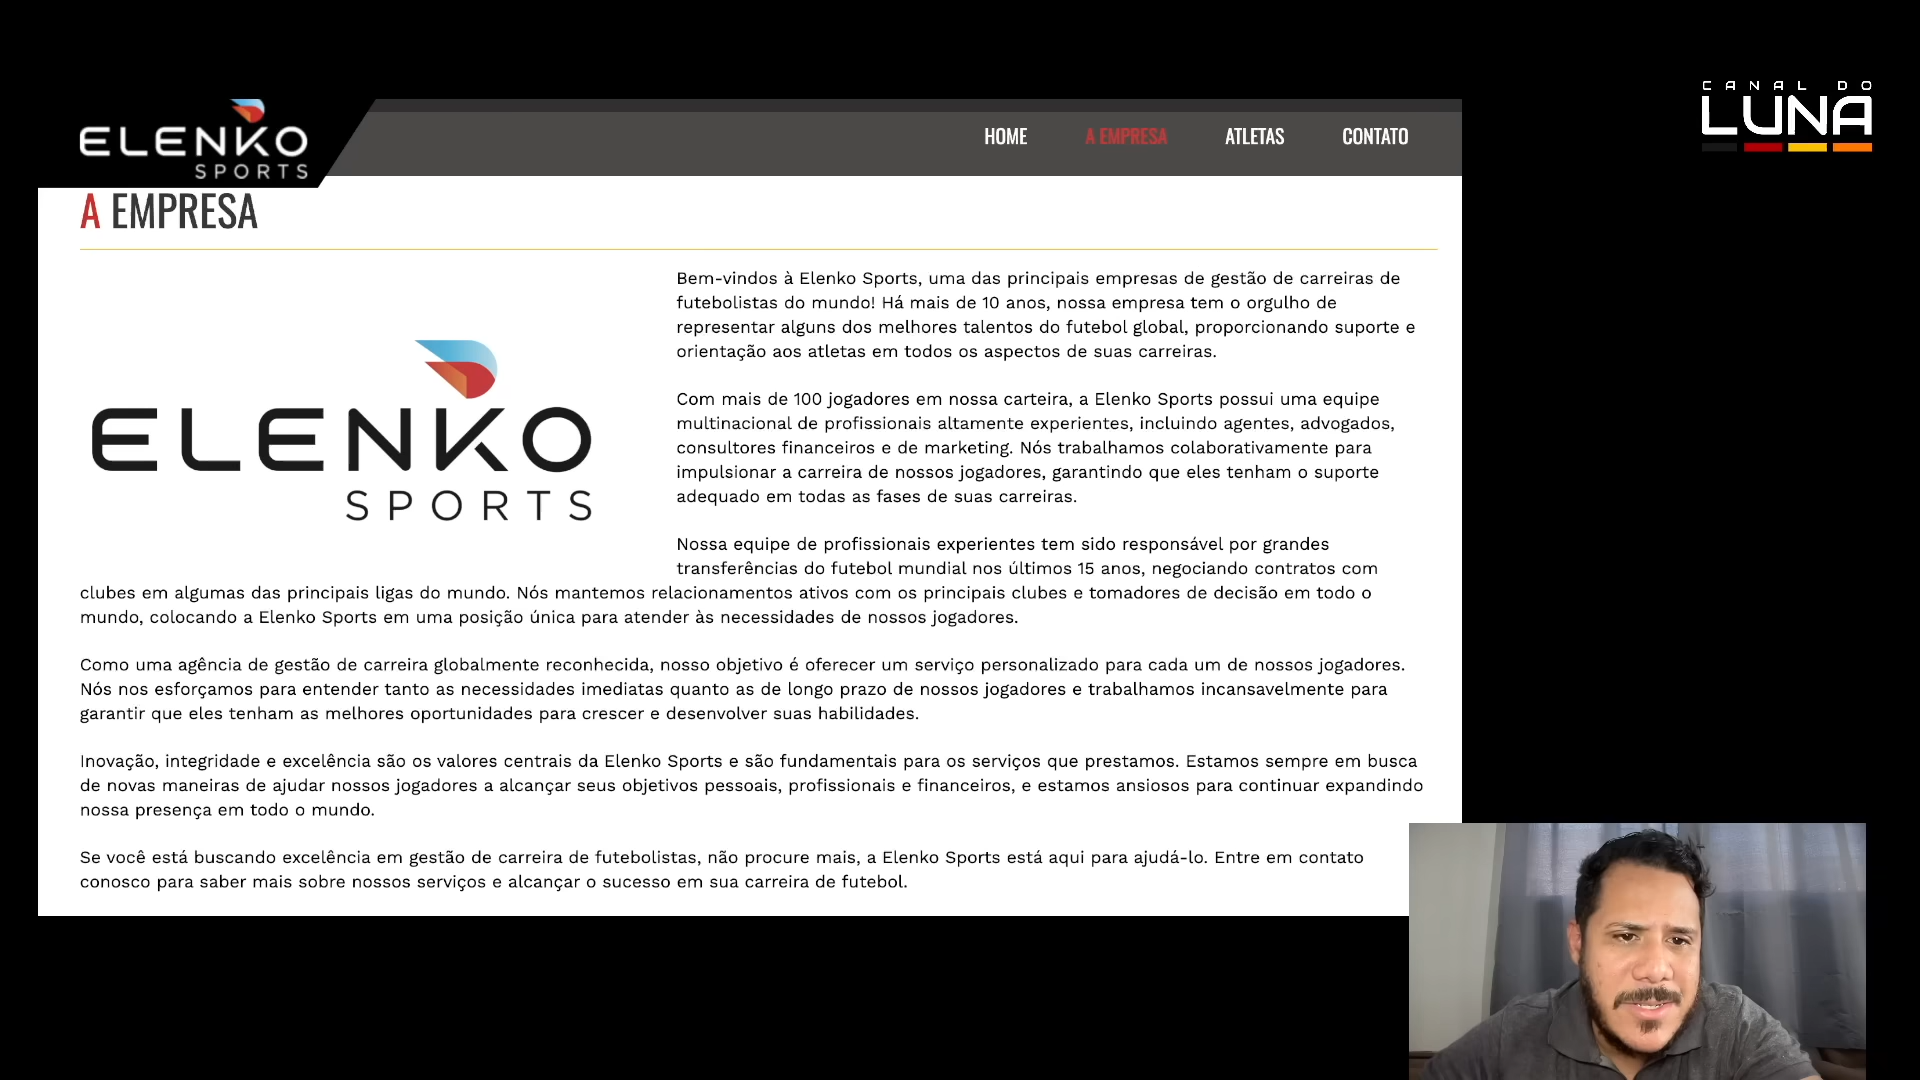 ELENKO
SPORTS
HOME
A EMPRESA
ATLETAS
CONTATO
CANAL DO
LUNA
A EMPRESA
ELENKO
SPORTS
Bem-vindos à Elenko Sports, uma das principais empresas de gestão de carreiras de
futebolistas do mundo! Há mais de 10 anos, nossa empresa tem o orgulho de
representar alguns dos melhores talentos do futebol global, proporcionando suporte e
orientação aos atletas em todos os aspectos de suas carreiras.
Com mais de 100 jogadores em nossa carteira, a Elenko Sports possui uma equipe
multinacional de profissionais altamente experientes, incluindo agentes, advogados,
consultores financeiros e de marketing. Nós trabalhamos colaborativamente para
impulsionar a carreira de nossos jogadores, garantindo que eles tenham o suporte
adequado em todas as fases de suas carreiras.
Nossa equipe de profissionais experientes tem sido responsável por grandes
transferências do futebol mundial nos últimos 15 anos, negociando contratos com
clubes em algumas das principais ligas do mundo. Nós mantemos relacionamentos ativos com os principais clubes e tomadores de decisão em todo o
mundo, colocando a Elenko Sports em uma posição única para atender às necessidades de nossos jogadores.
Como uma agência de gestão de carreira globalmente reconhecida, nosso objetivo é oferecer um serviço personalizado para cada um de nossos jogadores.
Nós nos esforçamos para entender tanto as necessidades imediatas quanto as de longo prazo de nossos jogadores e trabalhamos incansavelmente para
garantir que eles tenham as melhores oportunidades para crescer e desenvolver suas habilidades.
Inovação, integridade e excelência são os valores centrais da Elenko Sports e são fundamentais para os serviços que prestamos. Estamos sempre em busca
de novas maneiras de ajudar nossos jogadores a alcançar seus objetivos pessoais, profissionais e financeiros, e estamos ansiosos para continuar expandindo
nossa presença em todo o mundo.
Se você está buscando excelência em gestão de carreira de futebolistas, não procure mais, a Elenko Sports está aqui para ajudá-lo. Entre em contato
conosco para saber mais sobre nossos serviços e alcançar o sucesso em sua carreira de futebol.